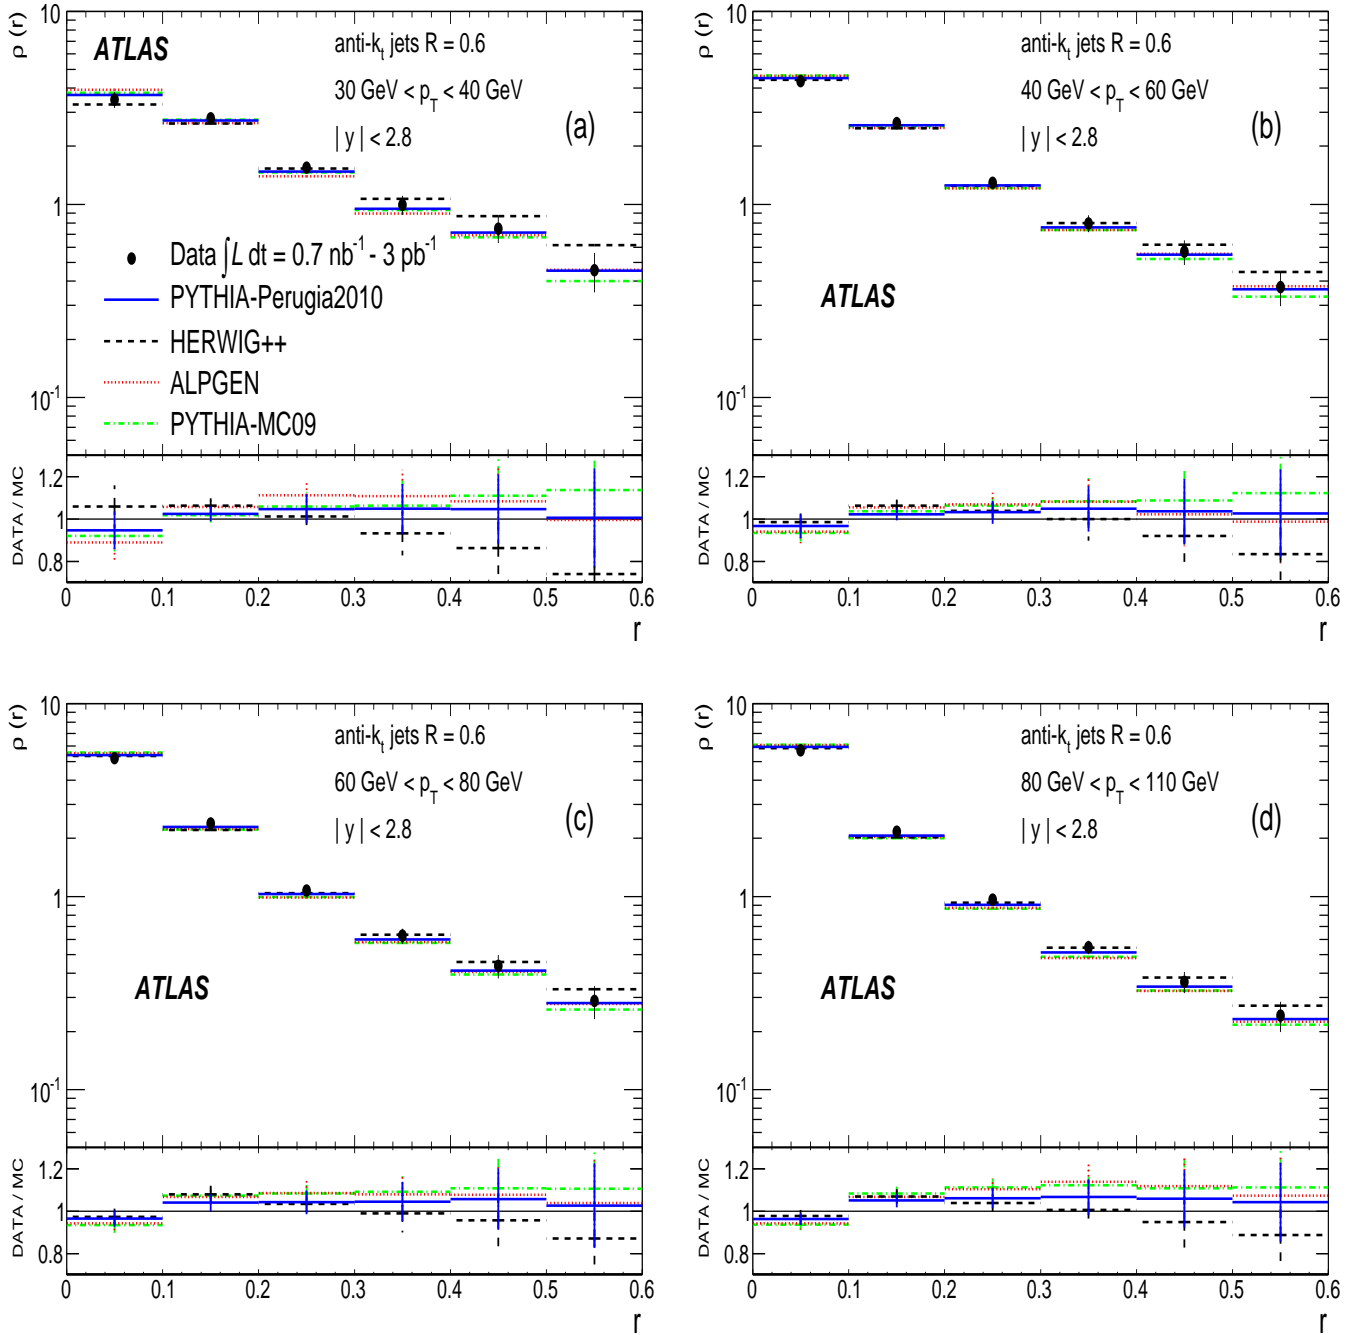 ρ (r)
10
1
10⁻¹
ATLAS
anti-kₜ jets R = 0.6
30 GeV < p_T < 40 GeV
| y | < 2.8
(a)
Data ∫L dt = 0.7 nb⁻¹ - 3 pb⁻¹
PYTHIA-Perugia2010
HERWIG++
ALPGEN
PYTHIA-MC09
DATA / MC
1.2
1
0.8
0 0.1 0.2 0.3 0.4 0.5 0.6
r
ρ (r)
10
1
10⁻¹
anti-kₜ jets R = 0.6
40 GeV < p_T < 60 GeV
| y | < 2.8
(b)
ATLAS
DATA / MC
1.2
1
0.8
0 0.1 0.2 0.3 0.4 0.5 0.6
r
ρ (r)
10
1
10⁻¹
anti-kₜ jets R = 0.6
60 GeV < p_T < 80 GeV
| y | < 2.8
(c)
ATLAS
DATA / MC
1.2
1
0.8
0 0.1 0.2 0.3 0.4 0.5 0.6
r
ρ (r)
10
1
10⁻¹
anti-kₜ jets R = 0.6
80 GeV < p_T < 110 GeV
| y | < 2.8
(d)
ATLAS
DATA / MC
1.2
1
0.8
0 0.1 0.2 0.3 0.4 0.5 0.6
r